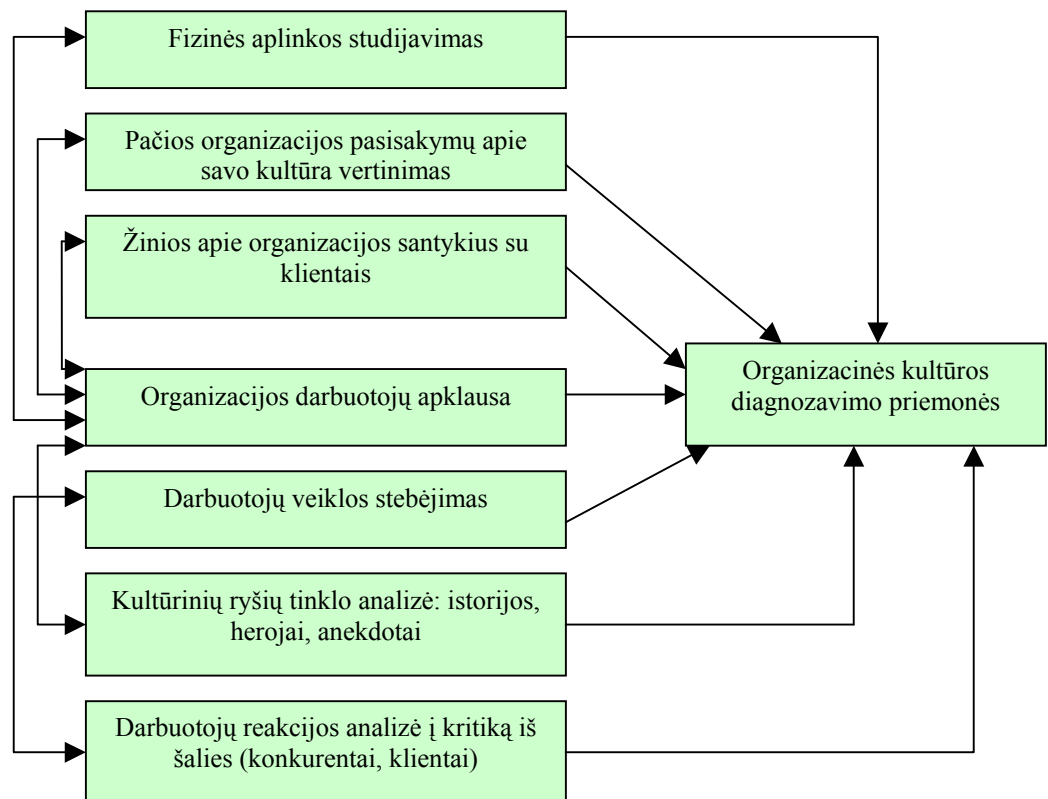 Fizinės aplinkos studijavimas
Pačios organizacijos pasisakymų apie
savo kultūra vertinimas
Žinios apie organizacijos santykius su
klientais
Organizacijos darbuotojų apklausa
Darbuotojų veiklos stebėjimas
Kultūrinių ryšių tinklo analizė: istorijos,
herojai, anekdotai
Darbuotojų reakcijos analizė į kritiką iš
šalies (konkurentai, klientai)
Organizacinės kultūros
diagnozavimo priemonės